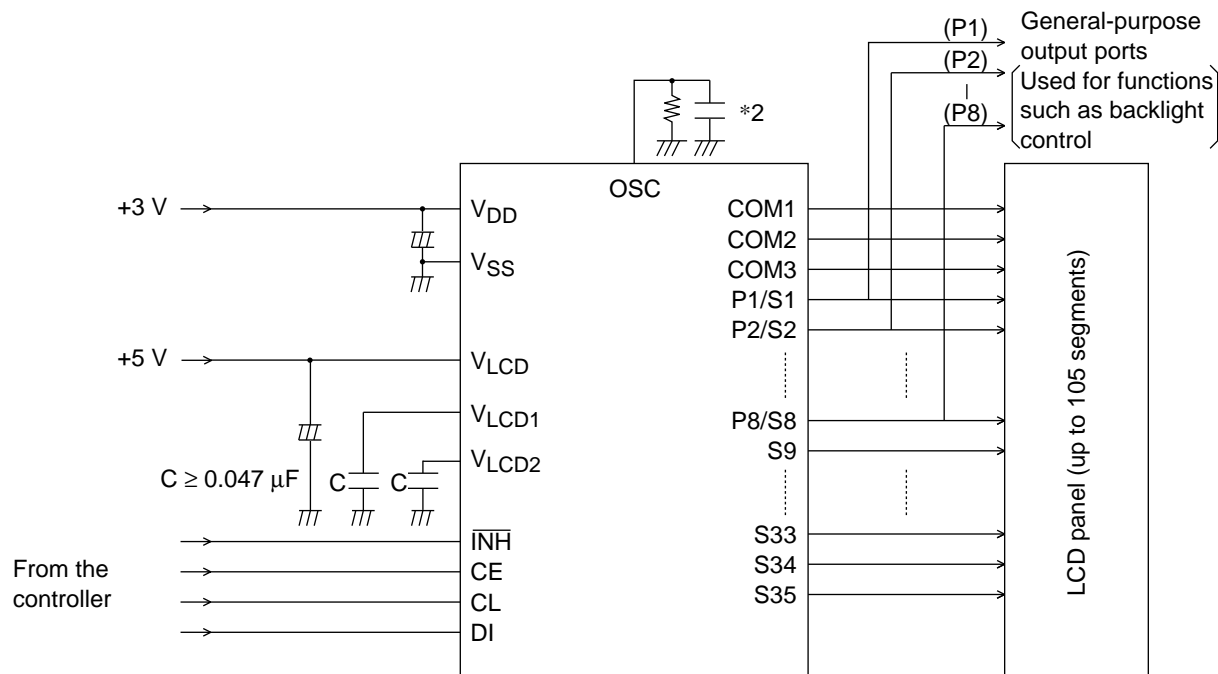 (P1)
General-purpose
output ports
(P2)
Used for functions
such as backlight
control
(P8)
*2
OSC
+3 V
VDD
VSS
COM1
COM2
COM3
P1/S1
P2/S2
+5 V
VLCD
VLCD1
VLCD2
P8/S8
S9
C ≥ 0.047 μF
C
C
INH
CE
CL
DI
From the
controller
S33
S34
S35
LCD panel (up to 105 segments)